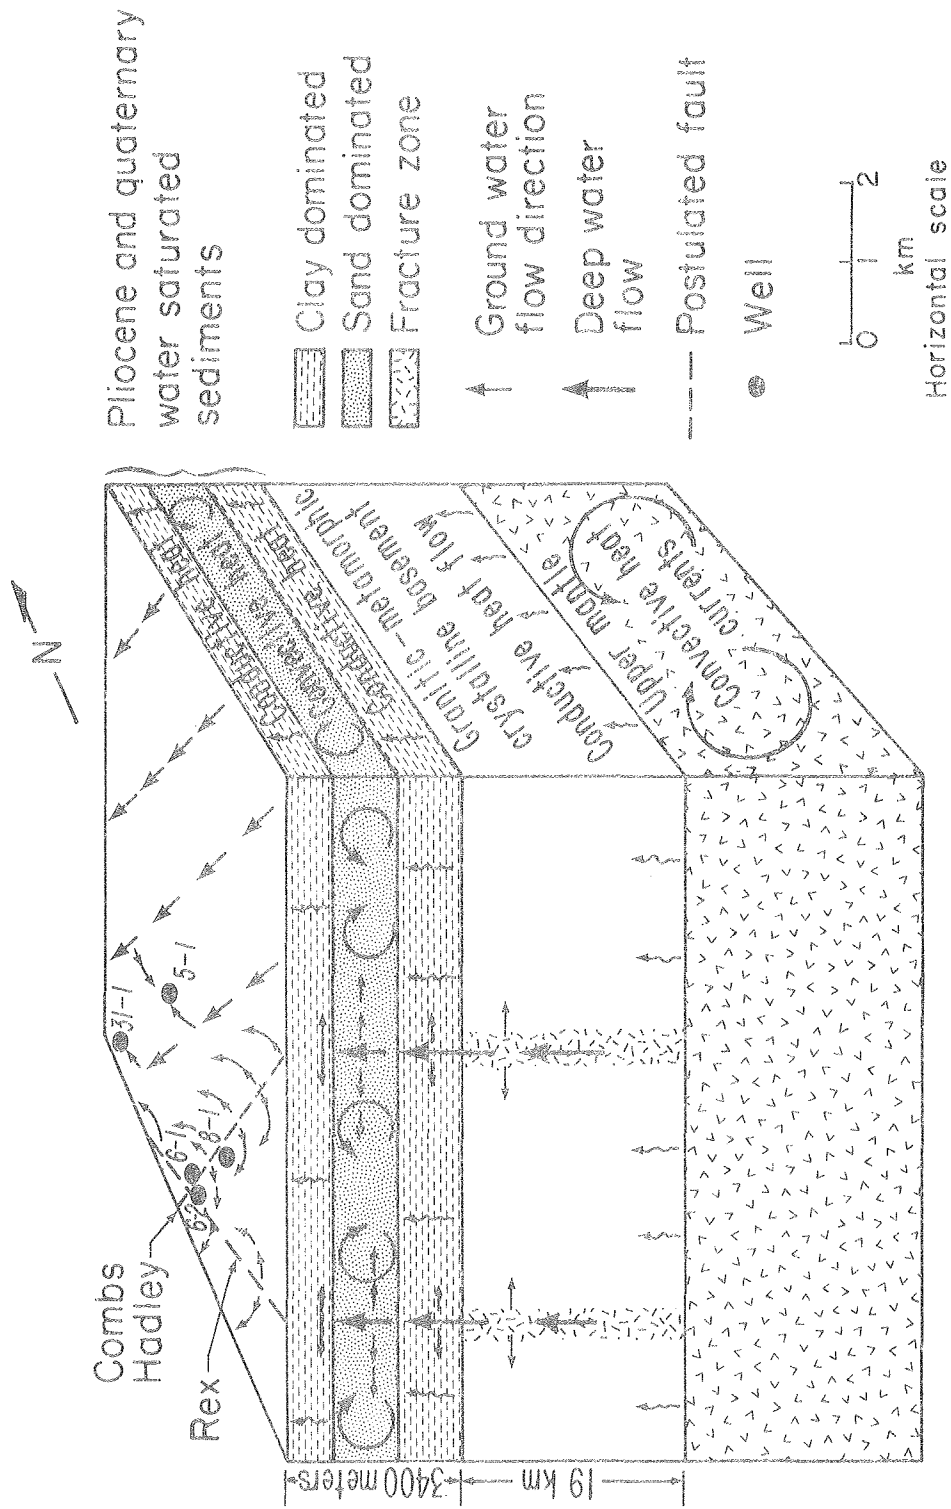 N
Combs
Hadley
Rex
31-1
5-1
6-1
6-2
8-1
Conductive heat
Convective heat
Conductive heat
Granitic-metamorphic
crystalline basement
Conductive heat flow
Upper mantle
Convective heat
currents
3400 meters
19 km
Pliocene and quaternary
water saturated
sediments
Clay dominated
Sand dominated
Fracture zone
Ground water
flow direction
Deep water
flow
Postulated fault
Well
0 1 2
km
Horizontal scale